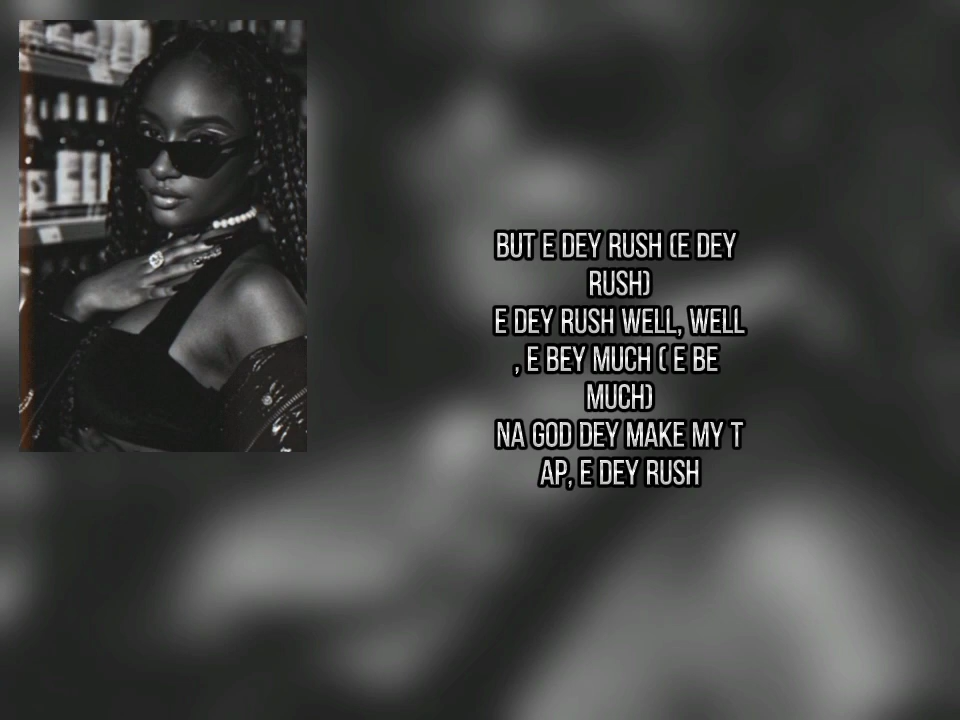 BUT E DEY RUSH (E DEY
RUSH)
E DEY RUSH WELL, WELL
, E BEY MUCH ( E BE
MUCH)
NA GOD DEY MAKE MY T
AP, E DEY RUSH